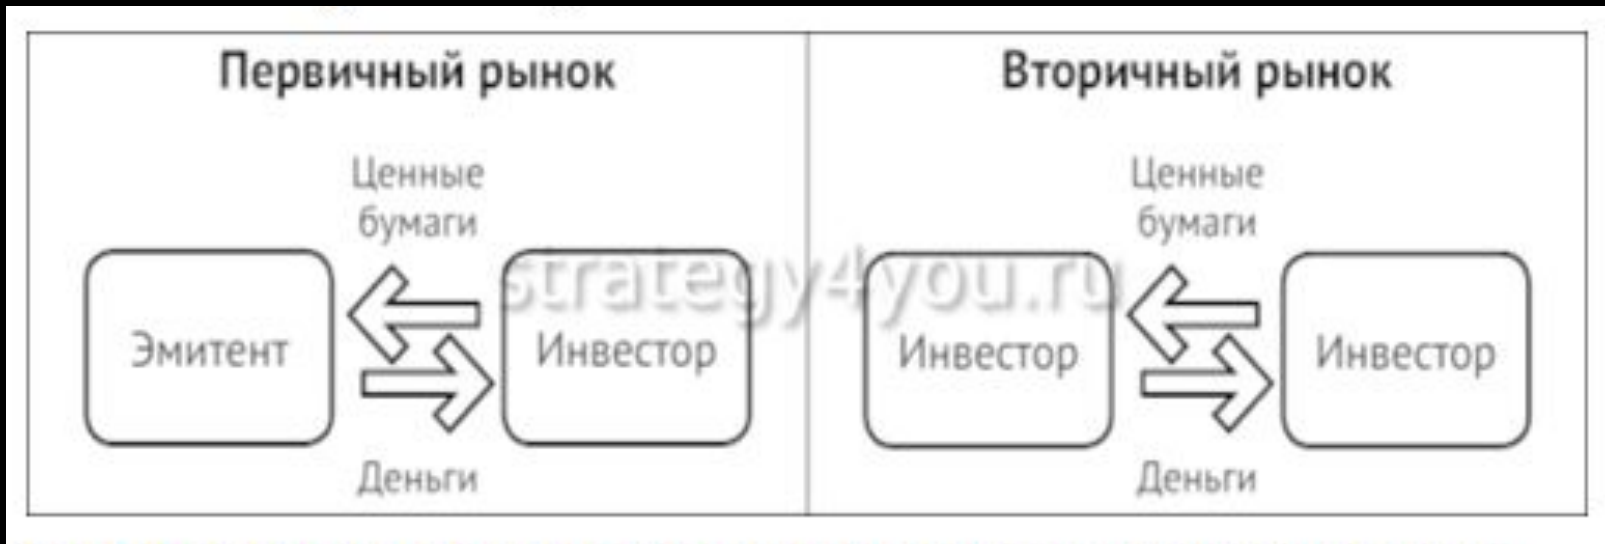 Первичный рынок
Ценные
бумаги
Эмитент
Инвестор
Деньги
Вторичный рынок
Ценные
бумаги
Инвестор
Инвестор
Деньги
strategy4you.ru